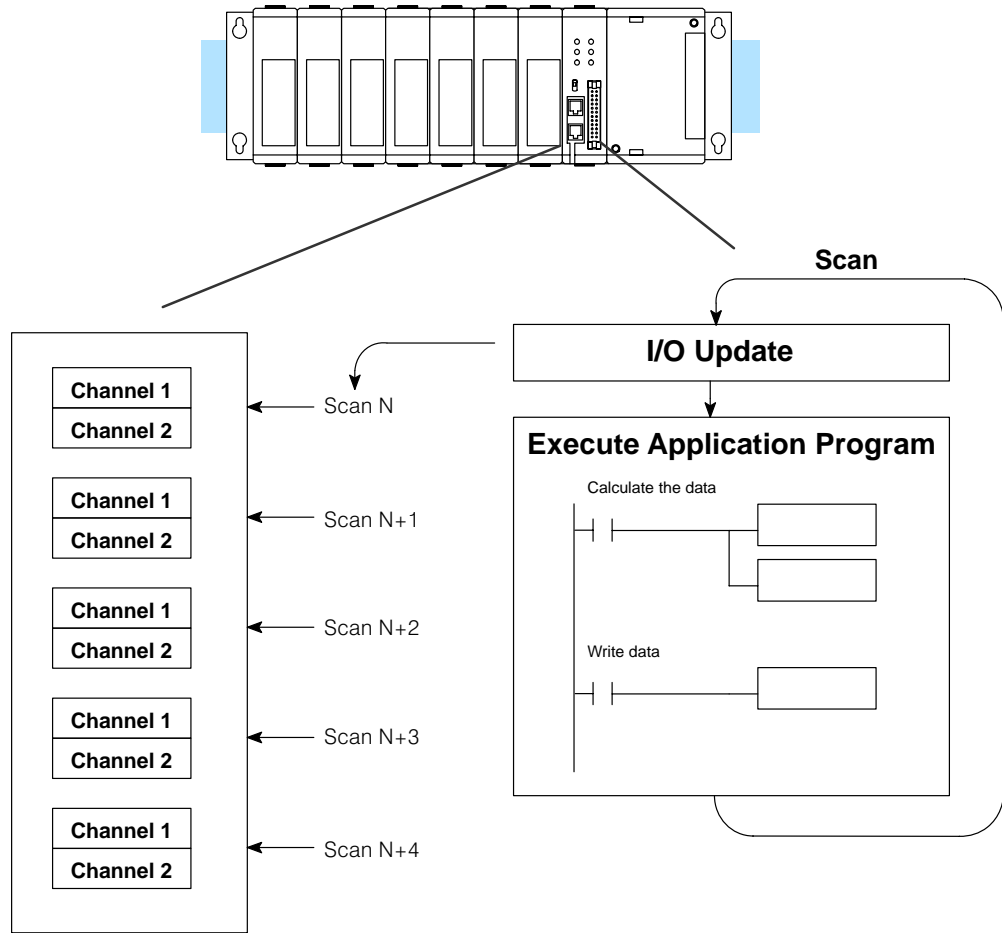 Scan
I/O Update
Execute Application Program
Calculate the data
Write data
Channel 1
Channel 2
Scan N
Channel 1
Channel 2
Scan N+1
Channel 1
Channel 2
Scan N+2
Channel 1
Channel 2
Scan N+3
Channel 1
Channel 2
Scan N+4